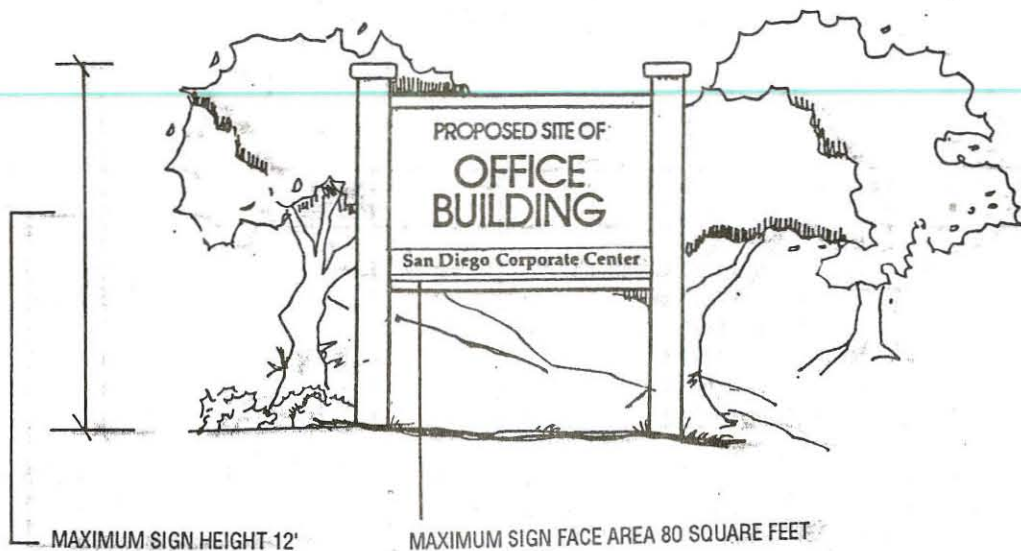 PROPOSED SITE OF
OFFICE
BUILDING
San Diego Corporate Center
MAXIMUM SIGN HEIGHT 12'
MAXIMUM SIGN FACE AREA 80 SQUARE FEET